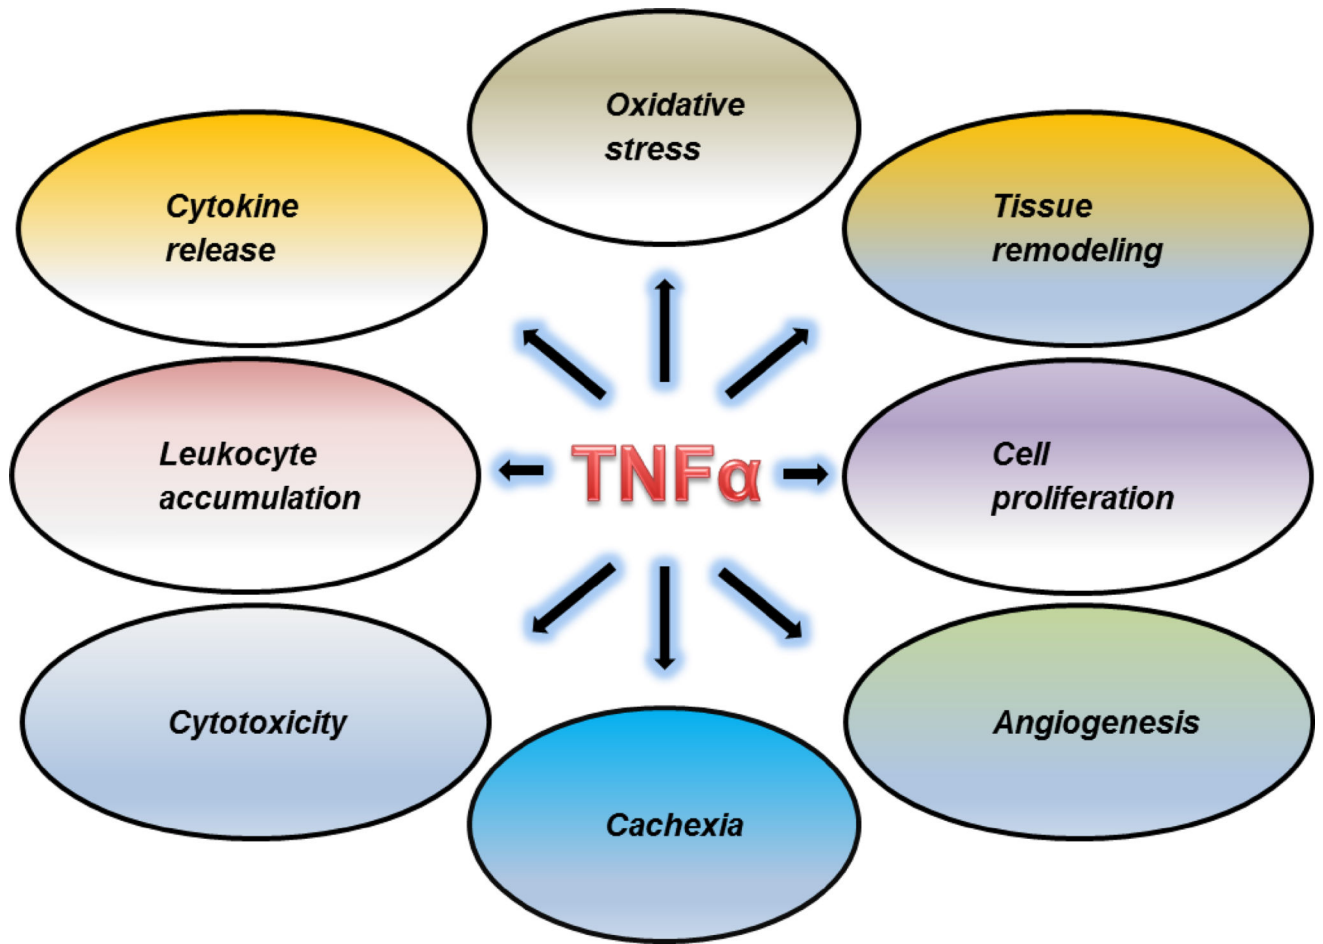 Oxidative
stress
Cytokine
release
Tissue
remodeling
Leukocyte
accumulation
TNFα
Cell
proliferation
Cytotoxicity
Angiogenesis
Cachexia